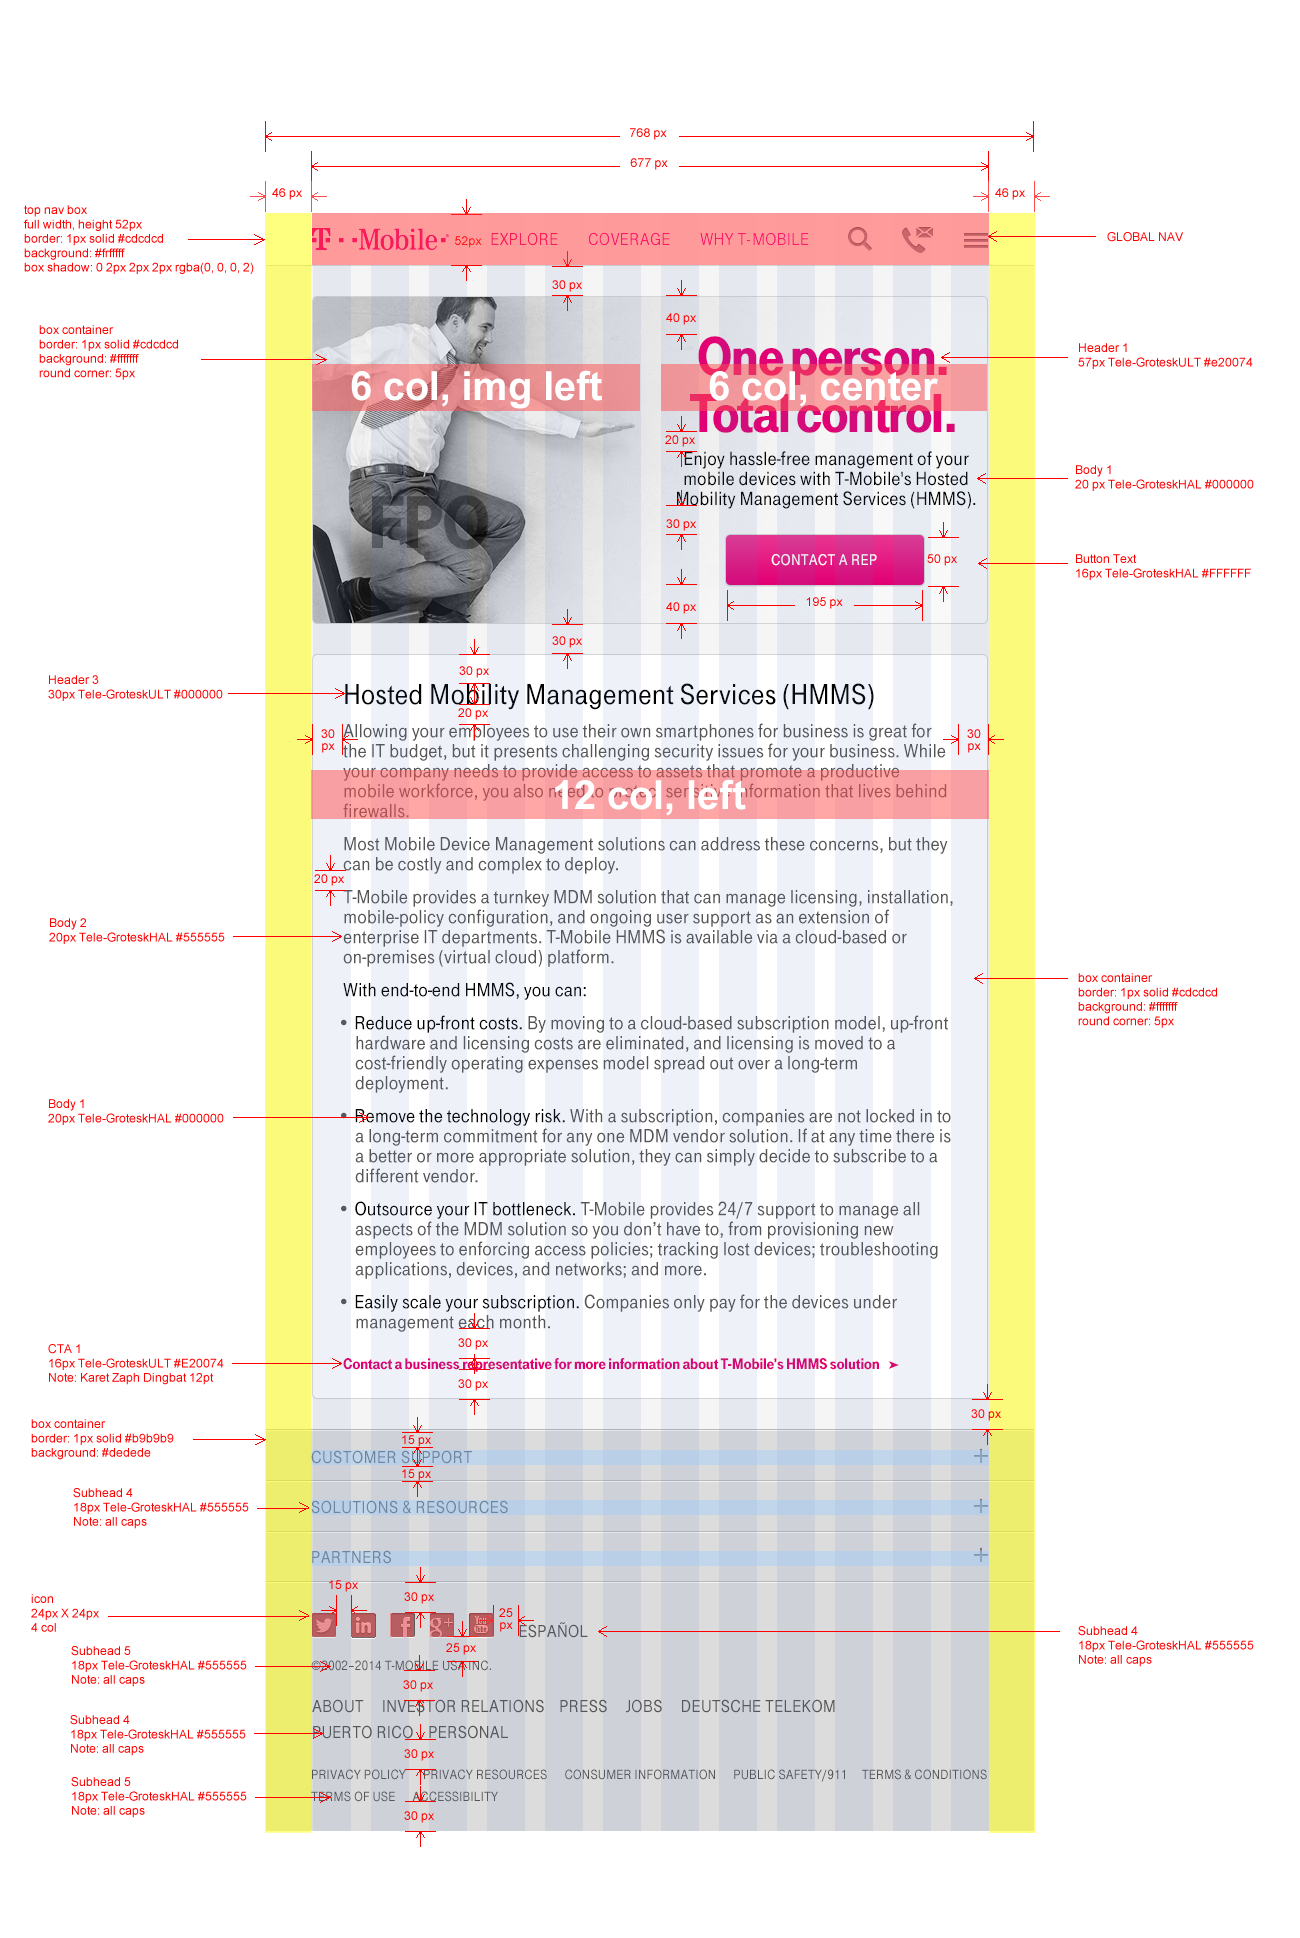 768 px
677 px
46 px
46 px
top nav box
full width, height 52px
border: 1px solid #cdcdcd
background: #frffffff
box shadow: 0 2px 2px 2px rgba(0, 0, 0, 2)
T··Mobile·
52px
EXPLORE
COVERAGE
WHY T-MOBILE
GLOBAL NAV
30 px
box container
border: 1px solid #cdcdcd
background: #fffffff
round corner: 5px
40 px
One person.
Total control.
Header 1
57px Tele-GroteskULT #e20074
6 col, img left
6 col, center
20 px
Enjoy hassle-free management of your
mobile devices with T-Mobile's Hosted
Mobility Management Services (HMMS).
Body 1
20 px Tele-GroteskHAL #000000
FPO
30 px
CONTACT A REP
50 px
Button Text
16px Tele-GroteskHAL #FFFFFF
195 px
40 px
30 px
30 px
Header 3
30px Tele-GroteskULT #000000
Hosted Mobility Management Services (HMMS)
20 px
30
px
30
px
Allowing your employees to use their own smartphones for business is great for
the IT budget, but it presents challenging security issues for your business. While
your company needs to provide access to assets that promote a productive
mobile workforce, you also need to protect sensitive information that lives behind
firewalls.
12 col, left
Most Mobile Device Management solutions can address these concerns, but they
can be costly and complex to deploy.
20 px
T-Mobile provides a turnkey MDM solution that can manage licensing, installation,
mobile-policy configuration, and ongoing user support as an extension of
enterprise IT departments. T-Mobile HMMS is available via a cloud-based or
on-premises (virtual cloud) platform.
Body 2
20px Tele-GroteskHAL #555555
With end-to-end HMMS, you can:
box container
border: 1px solid #cdcdcd
background: #fffffff
round corner: 5px
• Reduce up-front costs. By moving to a cloud-based subscription model, up-front
hardware and licensing costs are eliminated, and licensing is moved to a
cost-friendly operating expenses model spread out over a long-term
deployment.
Body 1
20px Tele-GroteskHAL #000000
• Remove the technology risk. With a subscription, companies are not locked in to
a long-term commitment for any one MDM vendor solution. If at any time there is
a better or more appropriate solution, they can simply decide to subscribe to a
different vendor.
• Outsource your IT bottleneck. T-Mobile provides 24/7 support to manage all
aspects of the MDM solution so you don't have to, from provisioning new
employees to enforcing access policies; tracking lost devices; troubleshooting
applications, devices, and networks; and more.
• Easily scale your subscription. Companies only pay for the devices under
management each month.
30 px
CTA 1
16px Tele-GroteskULT #E20074
Note: Karet Zaph Dingbat 12pt
Contact a business representative for more information about T-Mobile's HMMS solution ➤
30 px
30 px
box container
border: 1px solid #b9b9b9
background: #dedede
15 px
CUSTOMER SUPPORT +
15 px
Subhead 4
18px Tele-GroteskHAL #555555
Note: all caps
SOLUTIONS & RESOURCES +
PARTNERS +
15 px
30 px
icon
24px X 24px
4 col
in
f
g+
You
25
px
ESPAÑOL
Subhead 4
18px Tele-GroteskHAL #555555
Note: all caps
25 px
Subhead 5
18px Tele-GroteskHAL #555555
Note: all caps
©2002–2014 T-MOBILE USA INC.
30 px
ABOUT INVESTOR RELATIONS PRESS JOBS DEUTSCHE TELEKOM
PUERTO RICO PERSONAL
Subhead 4
18px Tele-GroteskHAL #555555
Note: all caps
30 px
PRIVACY POLICY PRIVACY RESOURCES CONSUMER INFORMATION PUBLIC SAFETY/911 TERMS & CONDITIONS
TERMS OF USE ACCESSIBILITY
Subhead 5
18px Tele-GroteskHAL #555555
Note: all caps
30 px